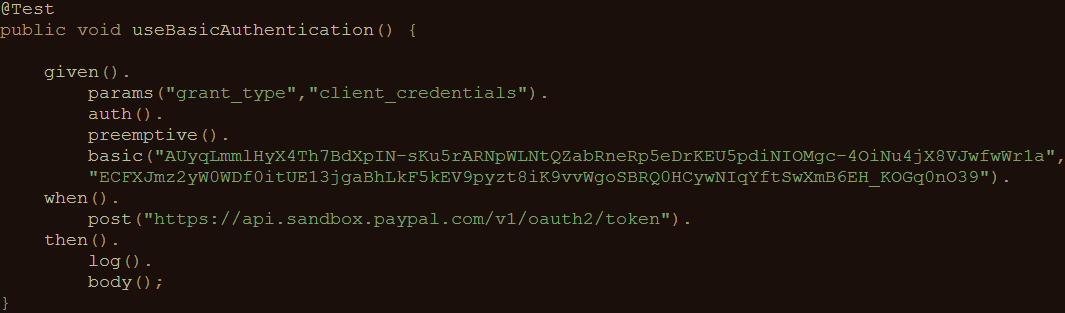 @Test
public void useBasicAuthentication() {
given().
params("grant_type","client_credentials").
auth().
preemptive().
basic("AUyqLmmlHyX4Th7BdXpIN-sKu5rARNpWLNtQZabRneRp5eDrKEU5pdiNIOMgc-4OiNu4jX8VJwfwWr1a",
"ECFXJmz2yW0WDf0itUE13jgaBhLkF5kEV9pyzt8iK9vvWgoSBRQ0HCywNIqYftSwXmB6EH_KOGq0nO39").
when().
post("https://api.sandbox.paypal.com/v1/oauth2/token").
then().
log().
body();
}